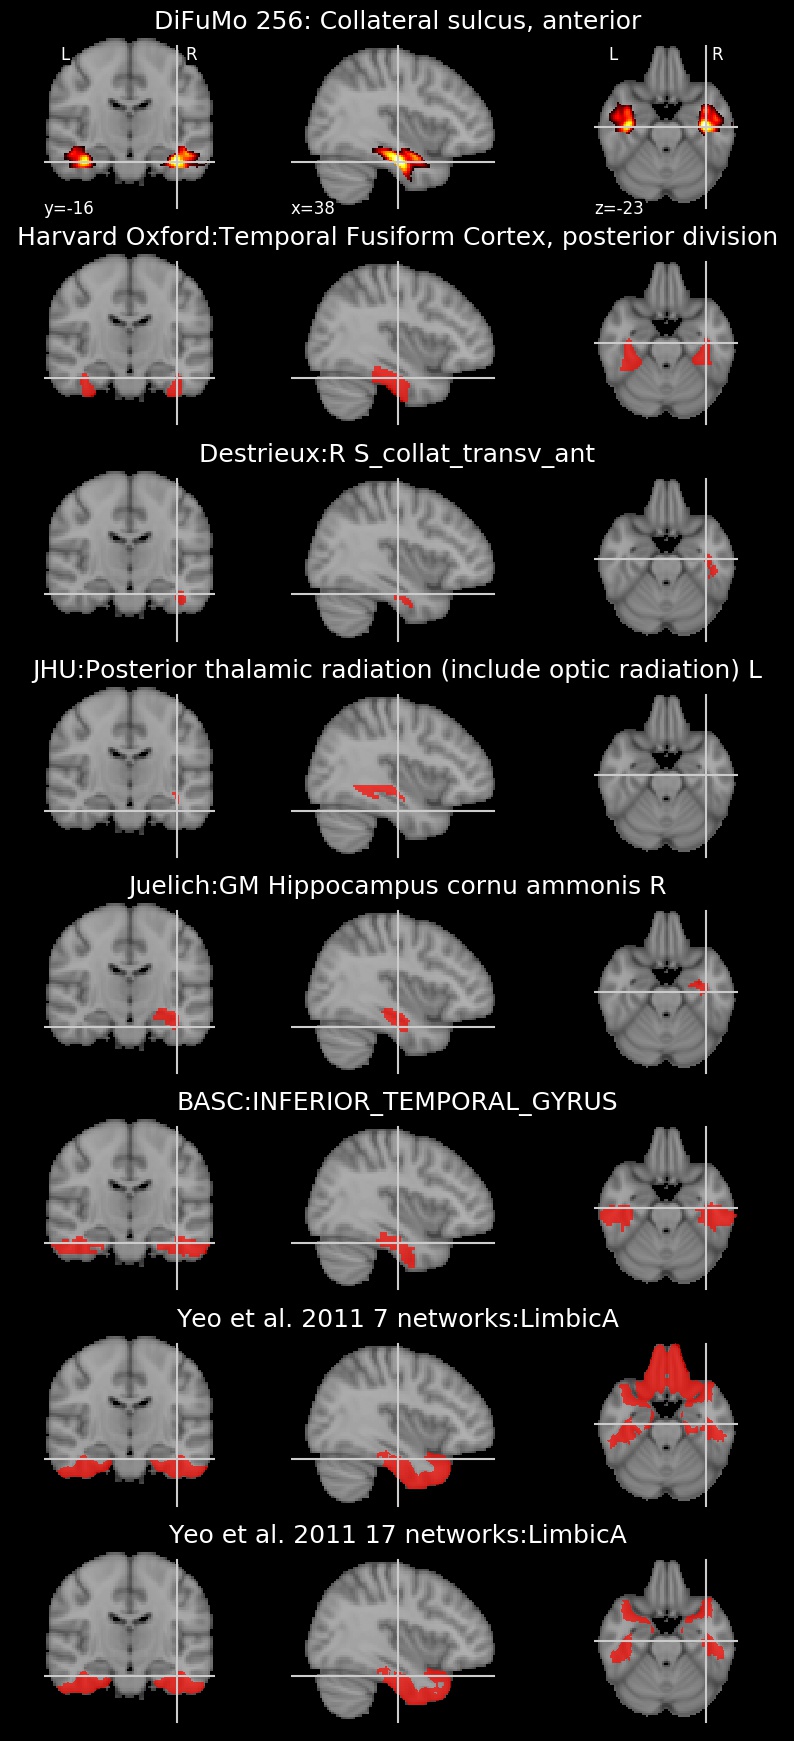 DiFuMo 256: Collateral sulcus, anterior
L R L R
y=-16 x=38 z=-23
Harvard Oxford:Temporal Fusiform Cortex, posterior division
Destrieux:R S_collat_transv_ant
JHU:Posterior thalamic radiation (include optic radiation) L
Juelich:GM Hippocampus cornu ammonis R
BASC:INFERIOR_TEMPORAL_GYRUS
Yeo et al. 2011 7 networks:LimbicA
Yeo et al. 2011 17 networks:LimbicA